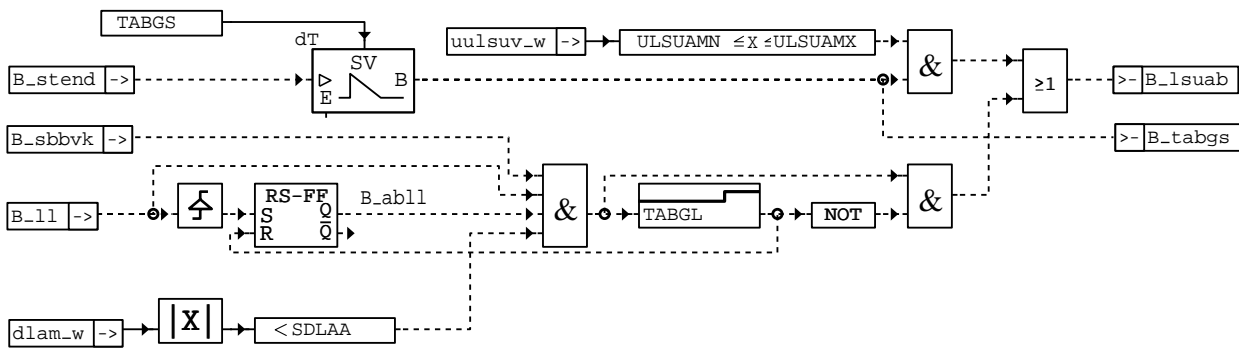 TABGS
dT
uulsuv_w ->
ULSUAMN ≤X≤ULSUAMX
SV
B
E
&
B_stend ->
≥1
>- B_lsuab
B_sbbvk ->
>- B_tabgs
B_ll ->
RS-FF
S Q
R Q̅
B_abll
&
TABGL
NOT
&
dlam_w ->
|X|
<SDLAA